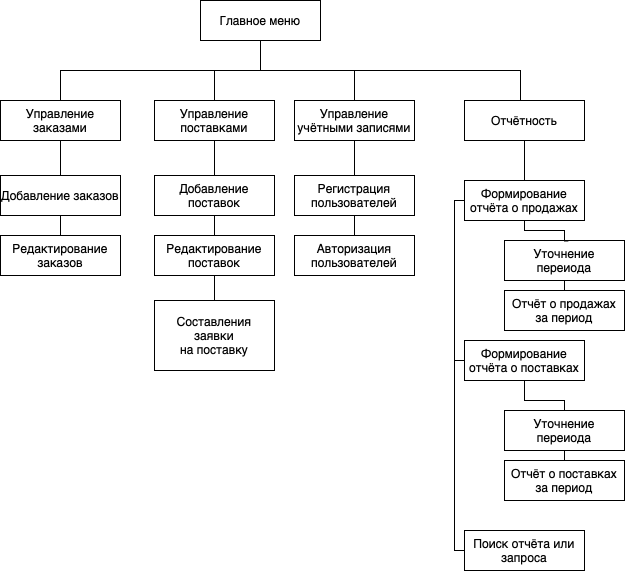 Главное меню
Управление
заказами
Управление
поставками
Управление
учётными записями
Отчётность
Добавление заказов
Добавление
поставок
Регистрация
пользователей
Формирование
отчёта о продажах
Редактирование
заказов
Редактирование
поставок
Авторизация
пользователей
Уточнение
переиода
Составления
заявки
на поставку
Отчёт о продажах
за период
Формирование
отчёта о поставках
Уточнение
переиода
Отчёт о поставках
за период
Поиск отчёта или
запроса